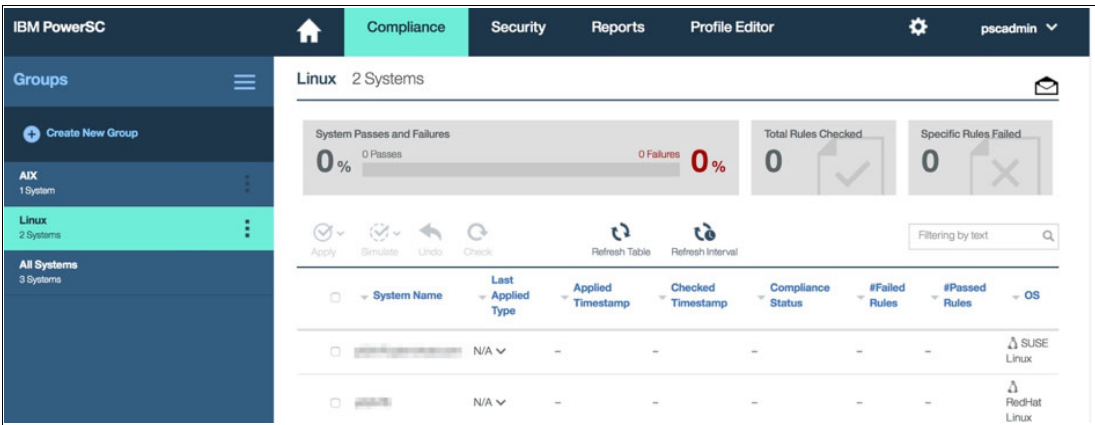 IBM PowerSC
Compliance
Security
Reports
Profile Editor
pscadmin
Groups
Create New Group
AIX
1 System
Linux
2 Systems
All Systems
3 Systems
Linux 2 Systems
System Passes and Failures
0 % 0 Passes 0 Failures 0 %
Total Rules Checked
0
Specific Rules Failed
0
Apply
Simulate
Undo
Check
Refresh Table
Refresh Interval
Filtering by text
System Name
Last Applied Type
Applied Timestamp
Checked Timestamp
Compliance Status
#Failed Rules
#Passed Rules
OS
N/A – – – – – SUSE
Linux
N/A – – – – – RedHat
Linux